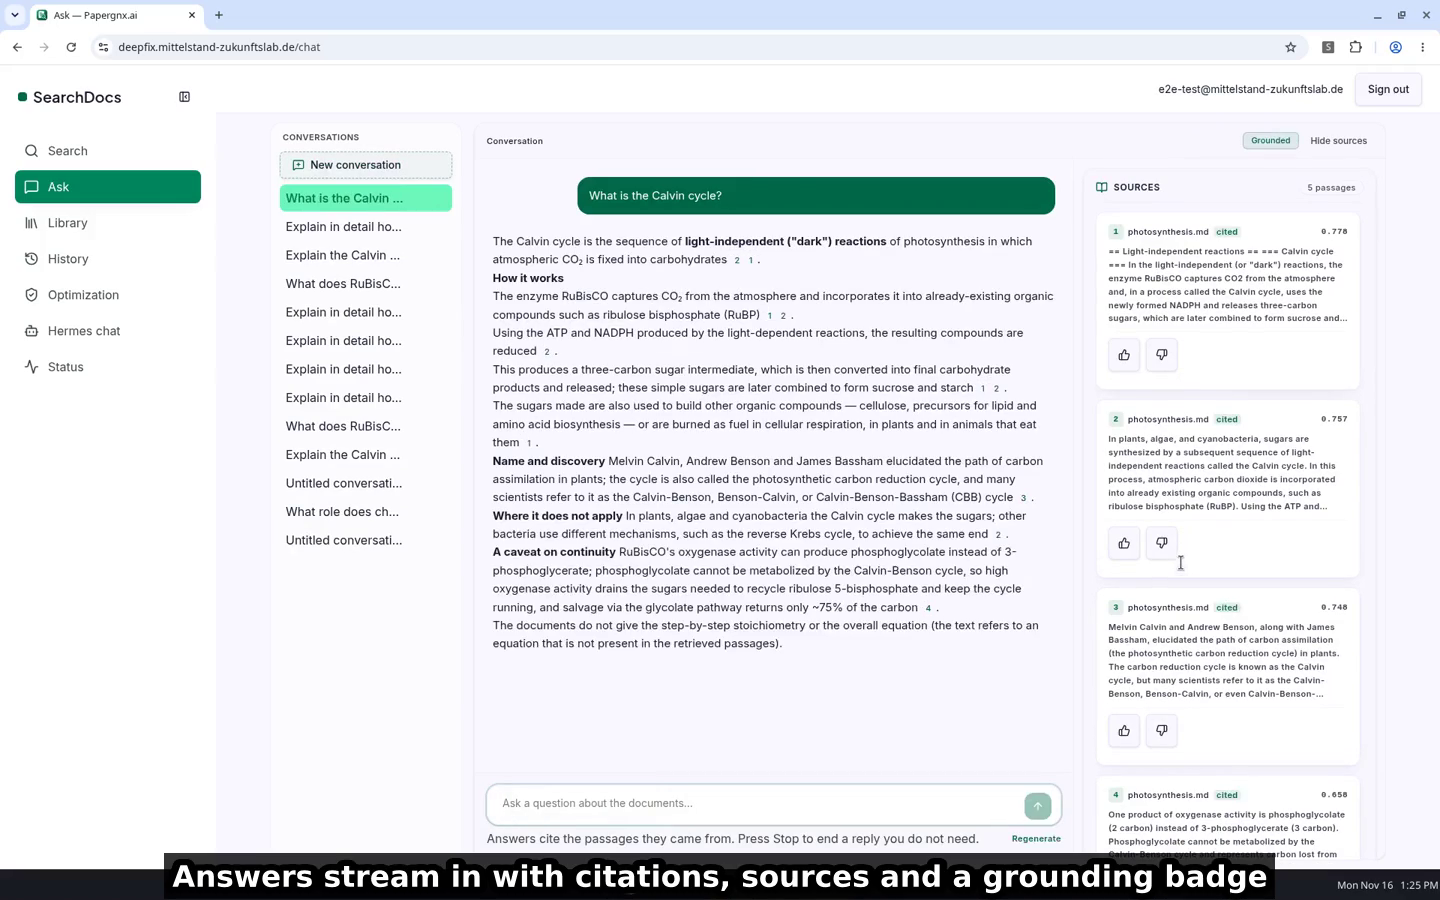 Ask — Papergnx.ai
deepfix.mittelstand-zukunftslab.de/chat
SearchDocs
e2e-test@mittelstand-zukunftslab.de
Sign out
Search
Ask
Library
History
Optimization
Hermes chat
Status
CONVERSATIONS
New conversation
What is the Calvin ...
Explain in detail ho...
Explain the Calvin ...
What does RuBisC...
Explain in detail ho...
Explain in detail ho...
Explain in detail ho...
Explain in detail ho...
What does RuBisC...
Explain the Calvin ...
Untitled conversati...
What role does ch...
Untitled conversati...
Conversation
Grounded
Hide sources
What is the Calvin cycle?
The Calvin cycle is the sequence of light-independent ("dark") reactions of photosynthesis in which
atmospheric CO₂ is fixed into carbohydrates 2 1 .
How it works
The enzyme RuBisCO captures CO₂ from the atmosphere and incorporates it into already-existing organic
compounds such as ribulose bisphosphate (RuBP) 1 2 .
Using the ATP and NADPH produced by the light-dependent reactions, the resulting compounds are
reduced 2 .
This produces a three-carbon sugar intermediate, which is then converted into final carbohydrate
products and released; these simple sugars are later combined to form sucrose and starch 1 2 .
The sugars made are also used to build other organic compounds — cellulose, precursors for lipid and
amino acid biosynthesis — or are burned as fuel in cellular respiration, in plants and in animals that eat
them 1 .
Name and discovery Melvin Calvin, Andrew Benson and James Bassham elucidated the path of carbon
assimilation in plants; the cycle is also called the photosynthetic carbon reduction cycle, and many
scientists refer to it as the Calvin-Benson, Benson-Calvin, or Calvin-Benson-Bassham (CBB) cycle 3 .
Where it does not apply In plants, algae and cyanobacteria the Calvin cycle makes the sugars; other
bacteria use different mechanisms, such as the reverse Krebs cycle, to achieve the same end 2 .
A caveat on continuity RuBisCO's oxygenase activity can produce phosphoglycolate instead of 3-
phosphoglycerate; phosphoglycolate cannot be metabolized by the Calvin-Benson cycle, so high
oxygenase activity drains the sugars needed to recycle ribulose 5-bisphosphate and keep the cycle
running, and salvage via the glycolate pathway returns only ~75% of the carbon 4 .
The documents do not give the step-by-step stoichiometry or the overall equation (the text refers to an
equation that is not present in the retrieved passages).
Ask a question about the documents...
Answers cite the passages they came from. Press Stop to end a reply you do not need.
Regenerate
SOURCES
5 passages
1 photosynthesis.md cited 0.778
== Light-independent reactions == === Calvin cycle
=== In the light-independent (or "dark") reactions, the
enzyme RuBisCO captures CO2 from the atmosphere
and, in a process called the Calvin cycle, uses the
newly formed NADPH and releases three-carbon
sugars, which are later combined to form sucrose and...
2 photosynthesis.md cited 0.757
In plants, algae, and cyanobacteria, sugars are
synthesized by a subsequent sequence of light-
independent reactions called the Calvin cycle. In this
process, atmospheric carbon dioxide is incorporated
into already existing organic compounds, such as
ribulose bisphosphate (RuBP). Using the ATP and...
3 photosynthesis.md cited 0.748
Melvin Calvin and Andrew Benson, along with James
Bassham, elucidated the path of carbon assimilation
(the photosynthetic carbon reduction cycle) in plants.
The carbon reduction cycle is known as the Calvin
cycle, but many scientists refer to it as the Calvin-
Benson, Benson-Calvin, or even Calvin-Benson-...
4 photosynthesis.md cited 0.658
One product of oxygenase activity is phosphoglycolate
(2 carbon) instead of 3-phosphoglycerate (3 carbon).
Phosphoglycolate cannot be metabolized by the
Calvin-Benson cycle and represents carbon lost from
Answers stream in with citations, sources and a grounding badge
Mon Nov 16 1:25 PM